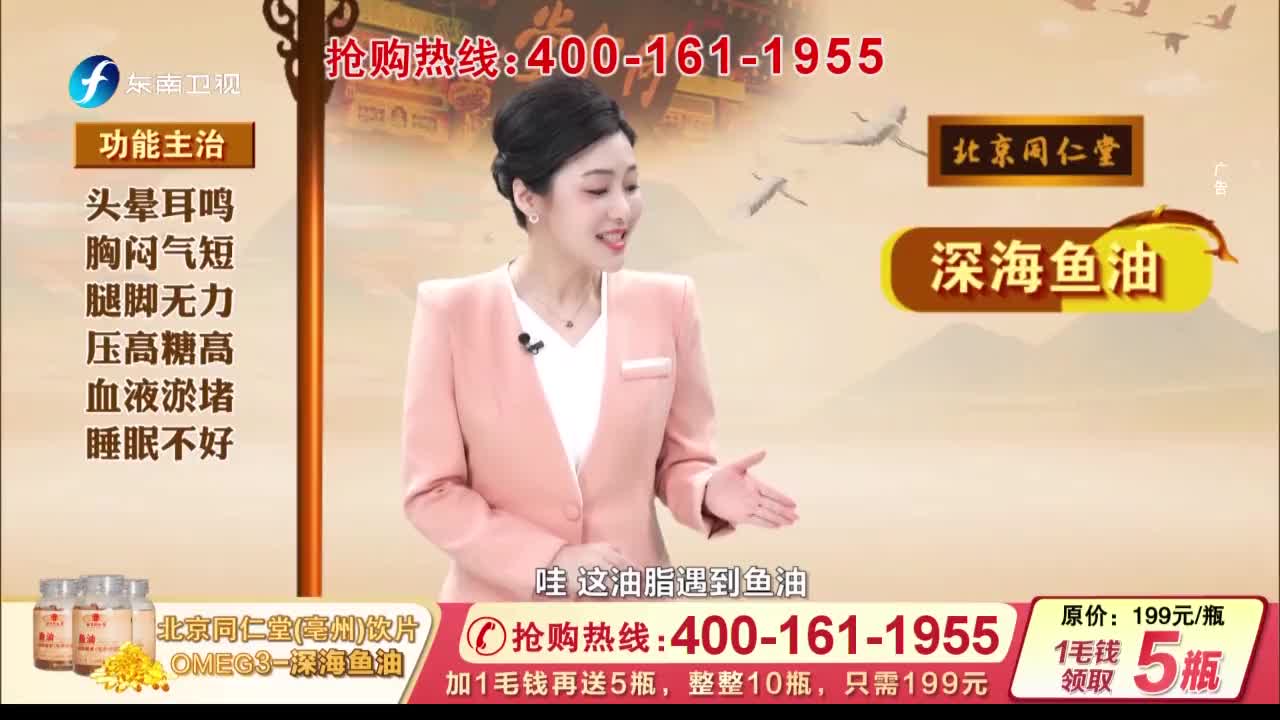 抢购热线:400-161-1955
东南卫视
功能主治
头晕耳鸣
胸闷气短
腿脚无力
压高糖高
血液淤堵
睡眠不好
北京同仁堂
广告
深海鱼油
哇 这油脂遇到鱼油
鱼油
鱼油
北京同仁堂(亳州)饮片
OMEG3-深海鱼油
抢购热线:400-161-1955
加1毛钱再送5瓶，整整10瓶，只需199元
原价：199元/瓶
1毛钱
领取
5瓶